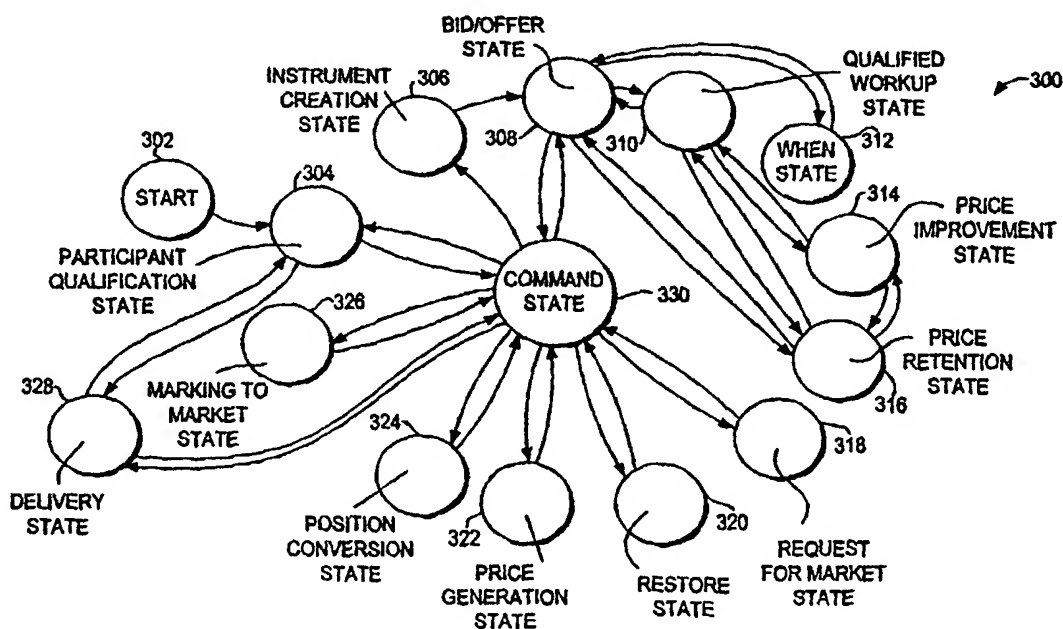 BID/OFFER
STATE
QUALIFIED
WORKUP
STATE
300
INSTRUMENT
CREATION
STATE
306
308
310
312
WHEN
STATE
302
START
304
314
PRICE
IMPROVEMENT
STATE
PARTICIPANT
QUALIFICATION
STATE
COMMAND
STATE
330
326
PRICE
RETENTION
STATE
316
328
MARKING TO
MARKET
STATE
324
318
DELIVERY
STATE
POSITION
CONVERSION
STATE
322
320
PRICE
GENERATION
STATE
RESTORE
STATE
REQUEST
FOR MARKET
STATE